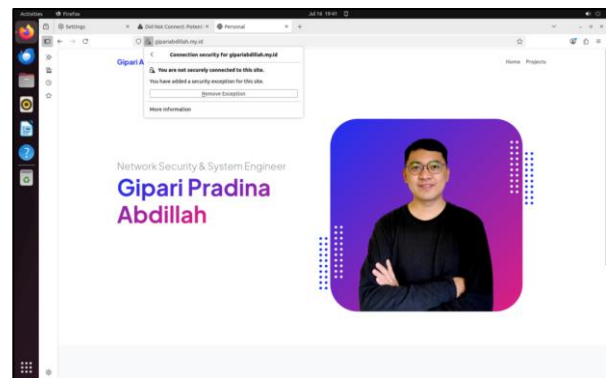 Activities
Firefox
Jul 16 19:41
Settings
Did Not Connect: Potent
Personal
gipariabdillah.my.id
Connection security for gipariabdillah.my.id
You are not securely connected to this site.
You have added a security exception for this site.
Remove Exception
More information
Gipari A
Home Projects
Network Security & System Engineer
Gipari Pradina
Abdillah